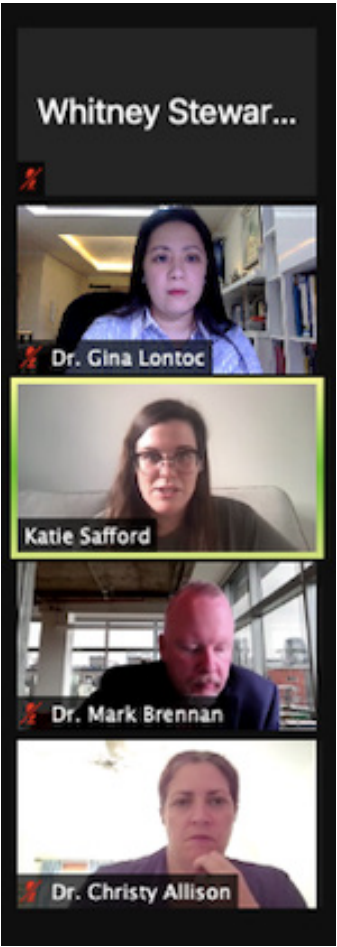 Whitney Stewar...
Dr. Gina Lontoc
Katie Safford
Dr. Mark Brennan
Dr. Christy Allison